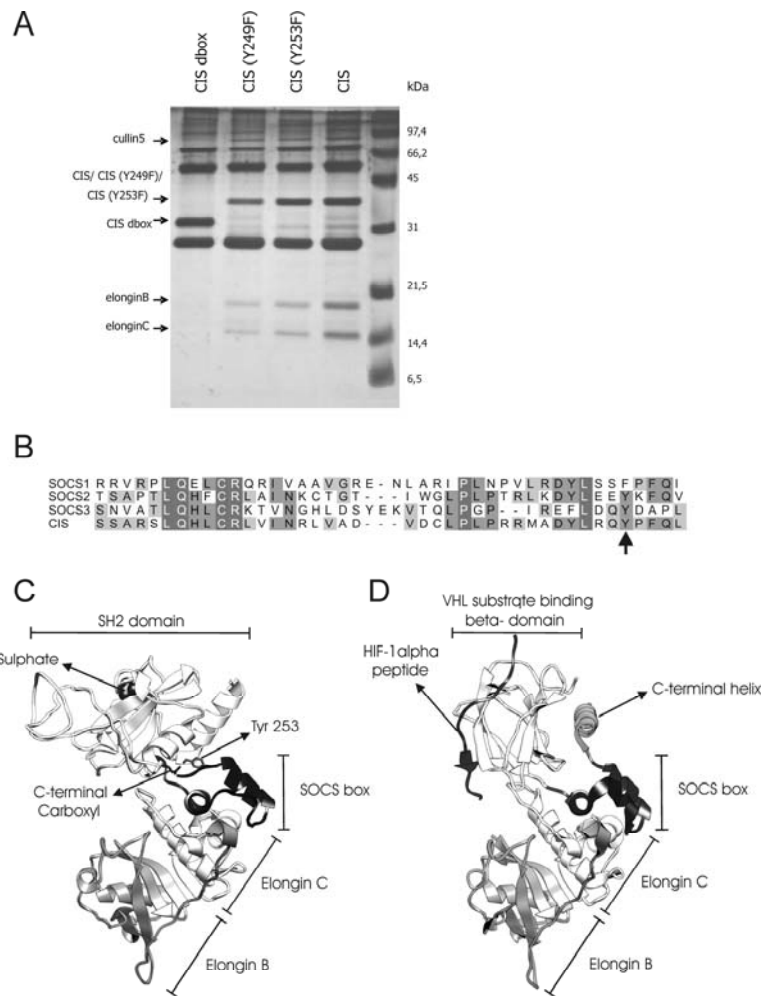 A
CIS dbox
CIS (Y249F)
CIS (Y253F)
CIS
kDa
cullin5
97,4
66,2
CIS/ CIS (Y249F)/
CIS (Y253F)
45
CIS dbox
31
elonginB
21,5
elonginC
14,4
6,5
B
SOCS1 R R V R P L Q E L C R Q R I V A A V G R E - N L A R I P L N P V L R D Y L S S F P F Q I
SOCS2 T S A P T L Q H F C R L A I N K C T G T - - - I W G L P L P T R L K D Y L E E Y K F Q V
SOCS3 S N V A T L Q H L C R K T V N G H L D S Y E K V T Q L P G P - - I R E F L D Q Y D A P L
CIS S S A R S L Q H L C R L V I N R L V A D - - - V D C L P L P R R M A D Y L R Q Y P F Q L
C
SH2 domain
Sulphate
Tyr 253
C-terminal
Carboxyl
SOCS box
Elongin C
Elongin B
D
VHL substrqte binding
beta- domain
HIF-1alpha
peptide
C-terminal helix
SOCS box
Elongin C
Elongin B